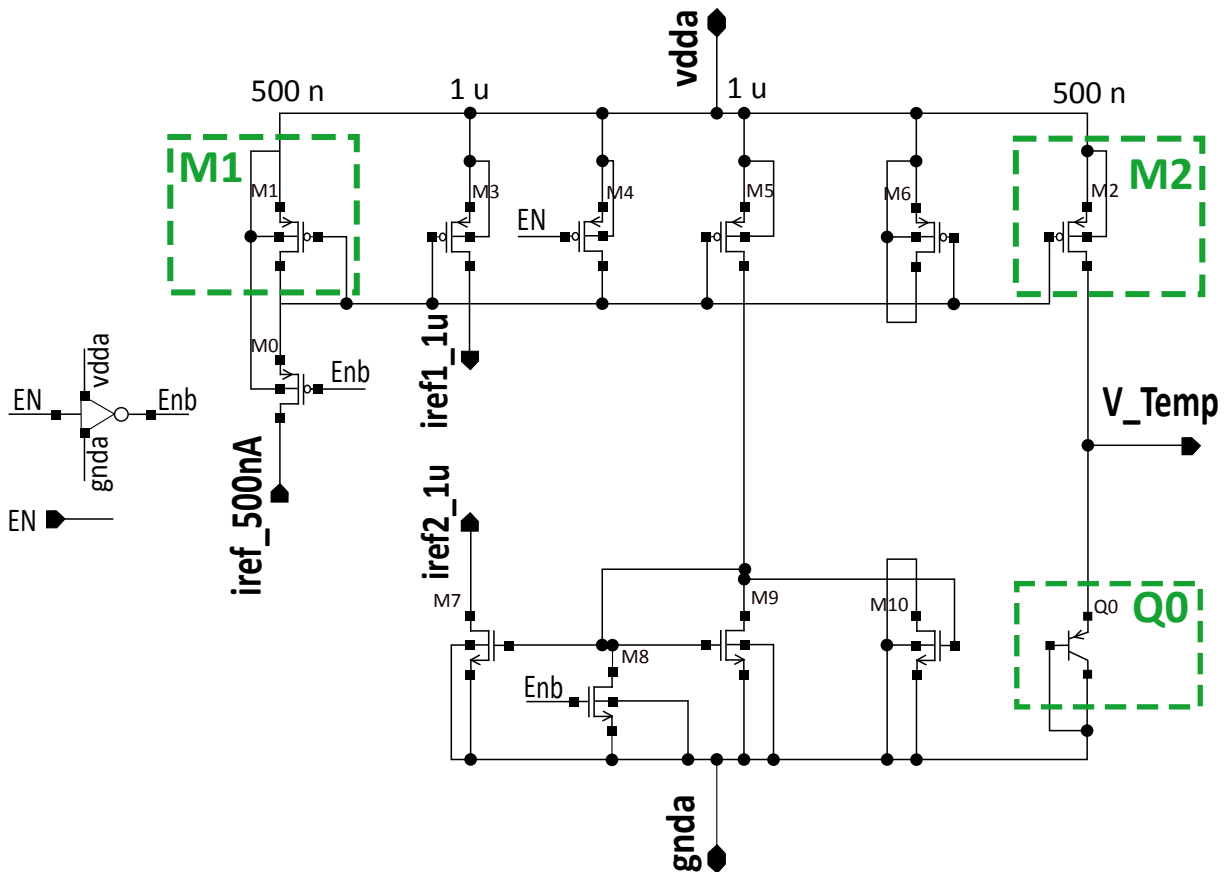 vdda
500 n
1 u
1 u
500 n
M1
M1
M3
M4
M5
M6
M2
M2
EN
M0
Enb
vdda
EN
Enb
gnda
EN
iref_500nA
iref1_1u
iref2_1u
V_Temp
M7
M8
M9
M10
Q0
Q0
Enb
gnda